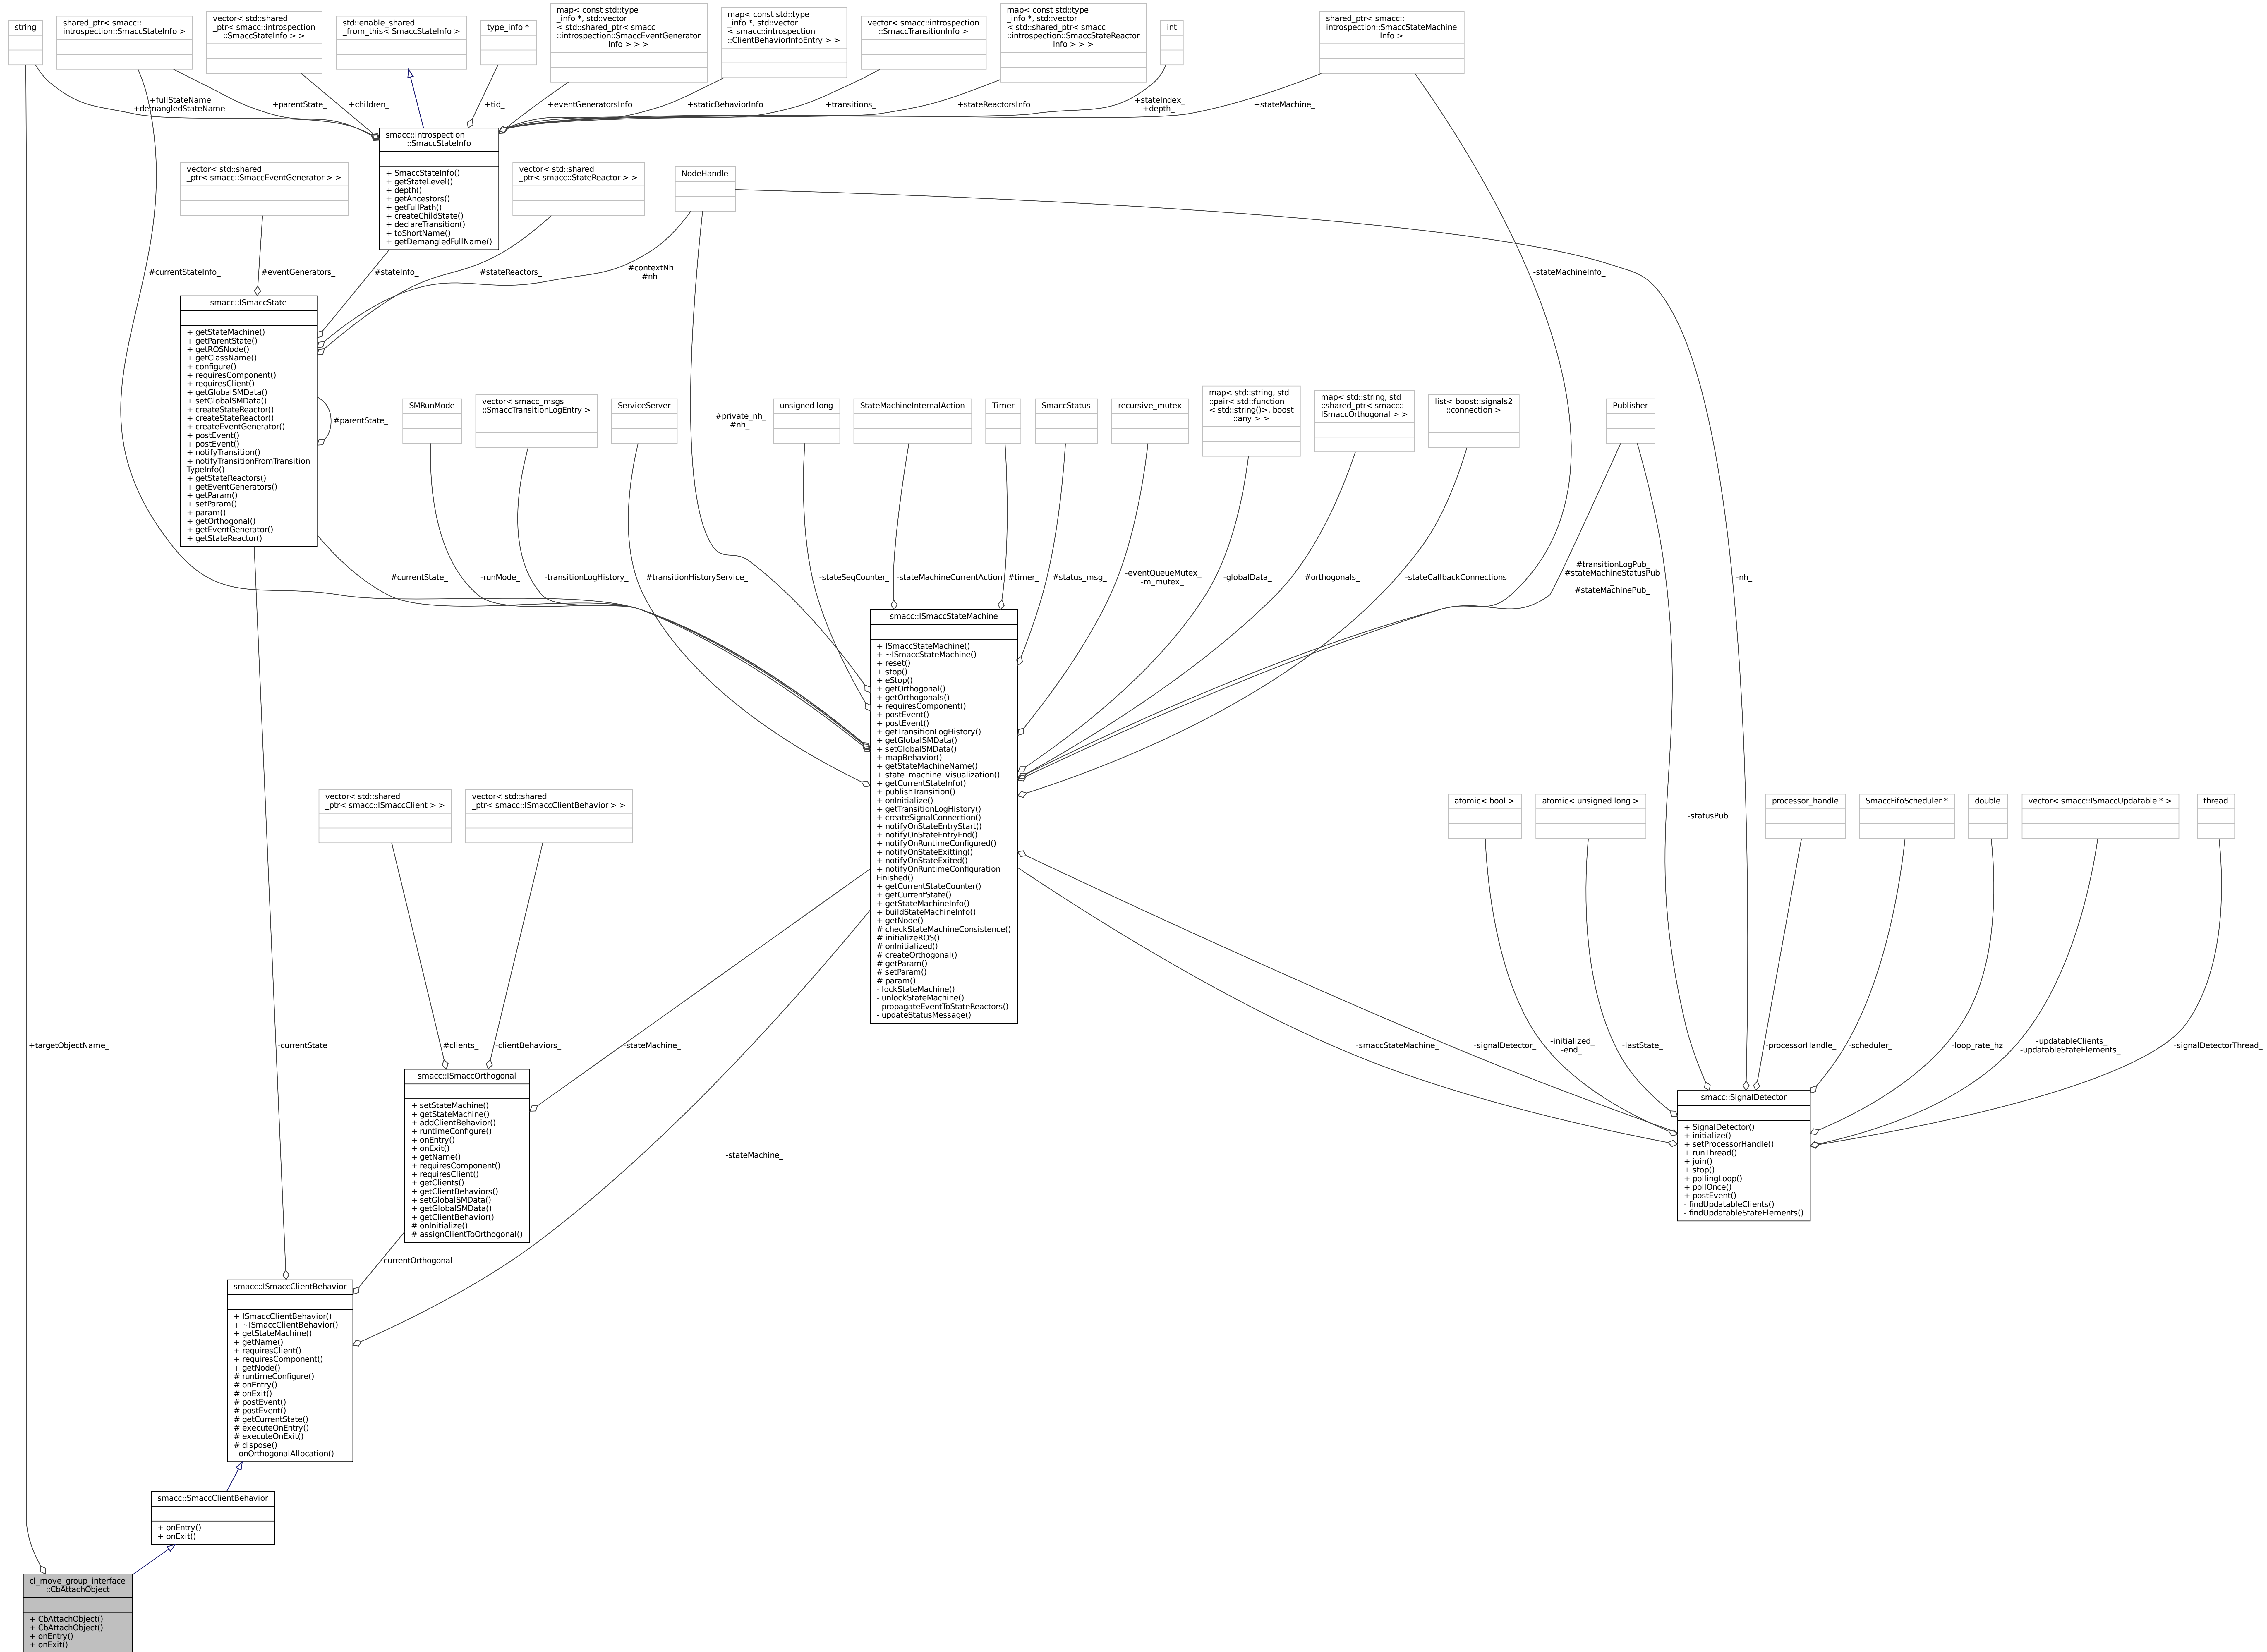 string
shared_ptr< smacc::
introspection::SmaccStateInfo >
vector< std::shared
_ptr< smacc::introspection
::SmaccStateInfo > >
std::enable_shared
_from_this< SmaccStateInfo >
type_info *
map< const std::type
_info *, std::vector
< std::shared_ptr< smacc
::introspection::SmaccEventGenerator
Info > > >
map< const std::type
_info *, std::vector
< smacc::introspection
::ClientBehaviorInfoEntry > >
vector< smacc::introspection
::SmaccTransitionInfo >
map< const std::type
_info *, std::vector
< std::shared_ptr< smacc
::introspection::SmaccStateReactor
Info > > >
int
shared_ptr< smacc::
introspection::SmaccStateMachine
Info >
+fullStateName
+demangledStateName
+parentState_
+children_
+tid_
+eventGeneratorsInfo
+staticBehaviorInfo
+transitions_
+stateReactorsInfo
+stateIndex_
+depth_
+stateMachine_
smacc::introspection
::SmaccStateInfo
+ SmaccStateInfo()
+ getStateLevel()
+ depth()
+ getAncestors()
+ getFullPath()
+ createChildState()
+ declareTransition()
+ toShortName()
+ getDemangledFullName()
vector< std::shared
_ptr< smacc::SmaccEventGenerator > >
vector< std::shared
_ptr< smacc::StateReactor > >
NodeHandle
#currentStateInfo_
#eventGenerators_
#stateInfo_
#stateReactors_
#contextNh
#nh
-stateMachineInfo_
smacc::ISmaccState
+ getStateMachine()
+ getParentState()
+ getROSNode()
+ getClassName()
+ configure()
+ requiresComponent()
+ requiresClient()
+ getGlobalSMData()
+ setGlobalSMData()
+ createStateReactor()
+ createStateReactor()
+ createEventGenerator()
+ postEvent()
+ postEvent()
+ notifyTransition()
+ notifyTransitionFromTransition
TypeInfo()
+ getStateReactors()
+ getEventGenerators()
+ getParam()
+ setParam()
+ param()
+ getOrthogonal()
+ getEventGenerator()
+ getStateReactor()
#parentState_
SMRunMode
vector< smacc_msgs
::SmaccTransitionLogEntry >
ServiceServer
#private_nh_
#nh_
unsigned long
StateMachineInternalAction
Timer
SmaccStatus
recursive_mutex
map< std::string, std
::pair< std::function
< std::string()>, boost
::any > >
map< std::string, std
::shared_ptr< smacc::
ISmaccOrthogonal > >
list< boost::signals2
::connection >
Publisher
#currentState_
-runMode_
-transitionLogHistory_
#transitionHistoryService_
-stateSeqCounter_
-stateMachineCurrentAction
#timer_
#status_msg_
-eventQueueMutex_
-m_mutex_
-globalData_
#orthogonals_
-stateCallbackConnections
#transitionLogPub_
#stateMachineStatusPub
_
#stateMachinePub_
-nh_
smacc::ISmaccStateMachine
+ ISmaccStateMachine()
+ ~ISmaccStateMachine()
+ reset()
+ stop()
+ eStop()
+ getOrthogonal()
+ getOrthogonals()
+ requiresComponent()
+ postEvent()
+ postEvent()
+ getTransitionLogHistory()
+ getGlobalSMData()
+ setGlobalSMData()
+ mapBehavior()
+ getStateMachineName()
+ state_machine_visualization()
+ getCurrentStateInfo()
+ publishTransition()
+ onInitialize()
+ getTransitionLogHistory()
+ createSignalConnection()
+ notifyOnStateEntryStart()
+ notifyOnStateEntryEnd()
+ notifyOnRuntimeConfigured()
+ notifyOnStateExitting()
+ notifyOnStateExited()
+ notifyOnRuntimeConfiguration
Finished()
+ getCurrentStateCounter()
+ getCurrentState()
+ getStateMachineInfo()
+ buildStateMachineInfo()
+ getNode()
# checkStateMachineConsistence()
# initializeROS()
# onInitialized()
# createOrthogonal()
# getParam()
# setParam()
# param()
- lockStateMachine()
- unlockStateMachine()
- propagateEventToStateReactors()
- updateStatusMessage()
vector< std::shared
_ptr< smacc::ISmaccClient > >
vector< std::shared
_ptr< smacc::ISmaccClientBehavior > >
atomic< bool >
atomic< unsigned long >
-statusPub_
processor_handle
SmaccFifoScheduler *
double
vector< smacc::ISmaccUpdatable * >
thread
+targetObjectName_
-currentState
#clients_
-clientBehaviors_
-stateMachine_
-smaccStateMachine_
-signalDetector_
-initialized_
-end_
-lastState_
-processorHandle_
-scheduler_
-loop_rate_hz
-updatableClients_
-updatableStateElements_
-signalDetectorThread_
smacc::ISmaccOrthogonal
+ setStateMachine()
+ getStateMachine()
+ addClientBehavior()
+ runtimeConfigure()
+ onEntry()
+ onExit()
+ getName()
+ requiresComponent()
+ requiresClient()
+ getClients()
+ getClientBehaviors()
+ setGlobalSMData()
+ getGlobalSMData()
+ getClientBehavior()
# onInitialize()
# assignClientToOrthogonal()
smacc::SignalDetector
+ SignalDetector()
+ initialize()
+ setProcessorHandle()
+ runThread()
+ join()
+ stop()
+ pollingLoop()
+ pollOnce()
+ postEvent()
- findUpdatableClients()
- findUpdatableStateElements()
-stateMachine_
-currentOrthogonal
smacc::ISmaccClientBehavior
+ ISmaccClientBehavior()
+ ~ISmaccClientBehavior()
+ getStateMachine()
+ getName()
+ requiresClient()
+ requiresComponent()
+ getNode()
# runtimeConfigure()
# onEntry()
# onExit()
# postEvent()
# postEvent()
# getCurrentState()
# executeOnEntry()
# executeOnExit()
# dispose()
- onOrthogonalAllocation()
smacc::SmaccClientBehavior
+ onEntry()
+ onExit()
cl_move_group_interface
::CbAttachObject
+ CbAttachObject()
+ CbAttachObject()
+ onEntry()
+ onExit()